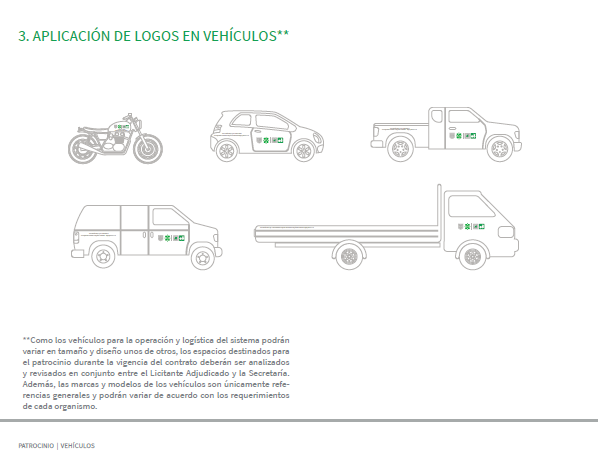 3. APLICACIÓN DE LOGOS EN VEHÍCULOS**
**Como los vehículos para la operación y logística del sistema podrán
variar en tamaño y diseño unos de otros, los espacios destinados para
el patrocinio durante la vigencia del contrato deberán ser analizados
y revisados en conjunto entre el Licitante Adjudicado y la Secretaría.
Además, las marcas y modelos de los vehículos son únicamente refe-
rencias generales y podrán variar de acuerdo con los requerimientos
de cada organismo.
PATROCINIO | VEHÍCULOS